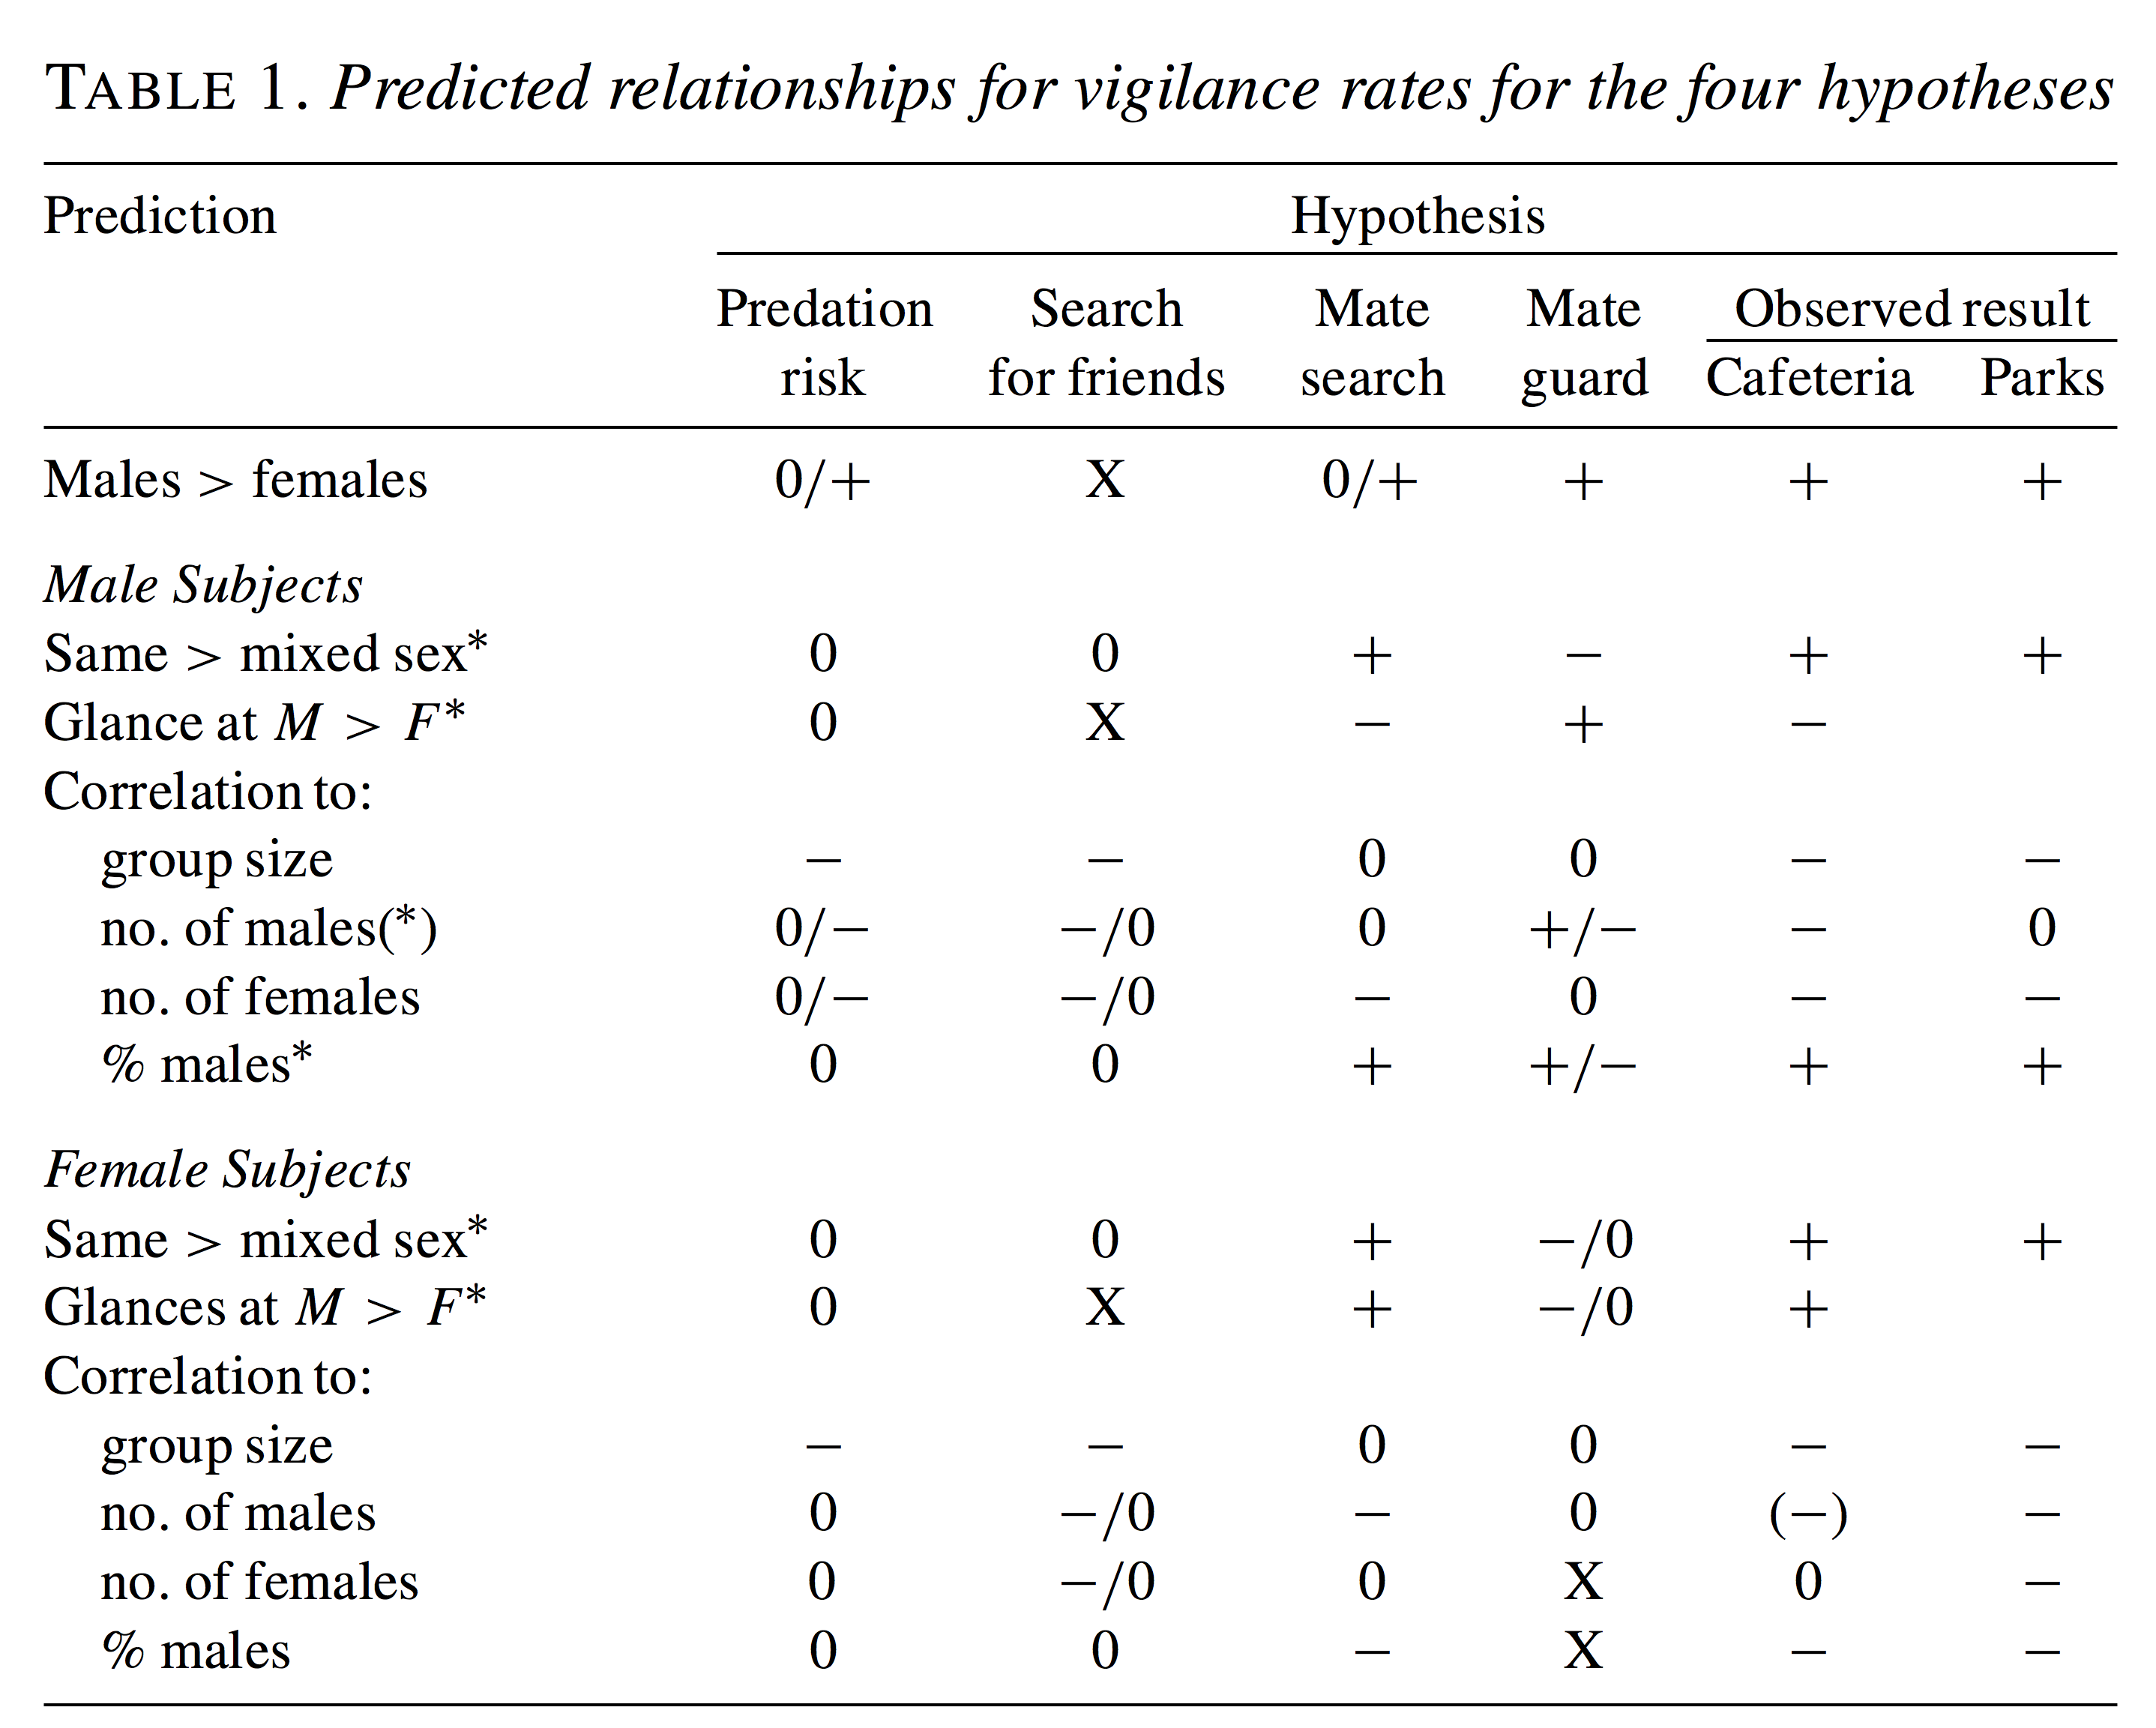 TABLE 1. Predicted relationships for vigilance rates for the four hypotheses
Prediction Hypothesis
Predation Search Mate Mate Observed result
risk for friends search guard Cafeteria Parks
Males > females 0/+ X 0/+ + + +
Male Subjects
Same > mixed sex* 0 0 + − + +
Glance at M > F* 0 X − + −
Correlation to:
group size − − 0 0 − −
no. of males(*) 0/− −/0 0 +/− − 0
no. of females 0/− −/0 − 0 − −
% males* 0 0 + +/− + +
Female Subjects
Same > mixed sex* 0 0 + −/0 + +
Glances at M > F* 0 X + −/0 +
Correlation to:
group size − − 0 0 − −
no. of males 0 −/0 − 0 (−) −
no. of females 0 −/0 0 X 0 −
% males 0 0 − X − −